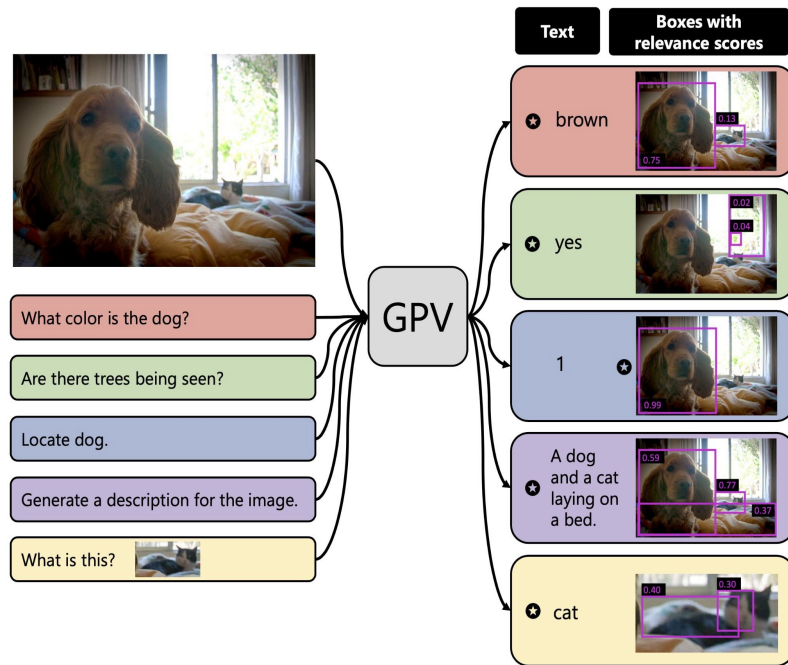 Text
Boxes with
relevance scores
What color is the dog?
Are there trees being seen?
Locate dog.
Generate a description for the image.
What is this?
GPV
brown
0.13
0.75
yes
0.02
0.04
1
0.99
A dog
and a cat
laying on
a bed.
0.59
0.77
0.37
cat
0.40
0.30